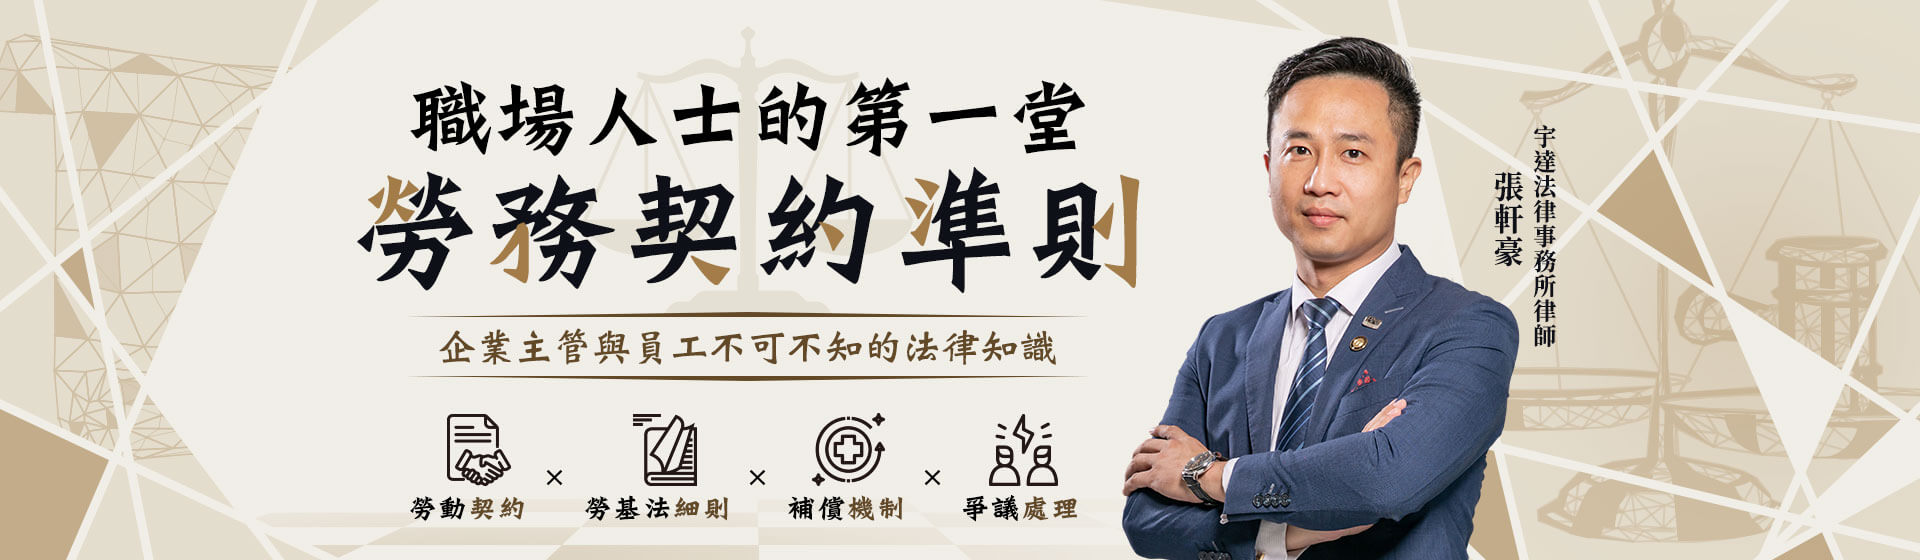 職場人士的第一堂
勞務契約準則
企業主管與員工不可不知的法律知識
勞動契約 × 勞基法細則 × 補償機制 × 爭議處理
宇達法律事務所律師
張軒豪